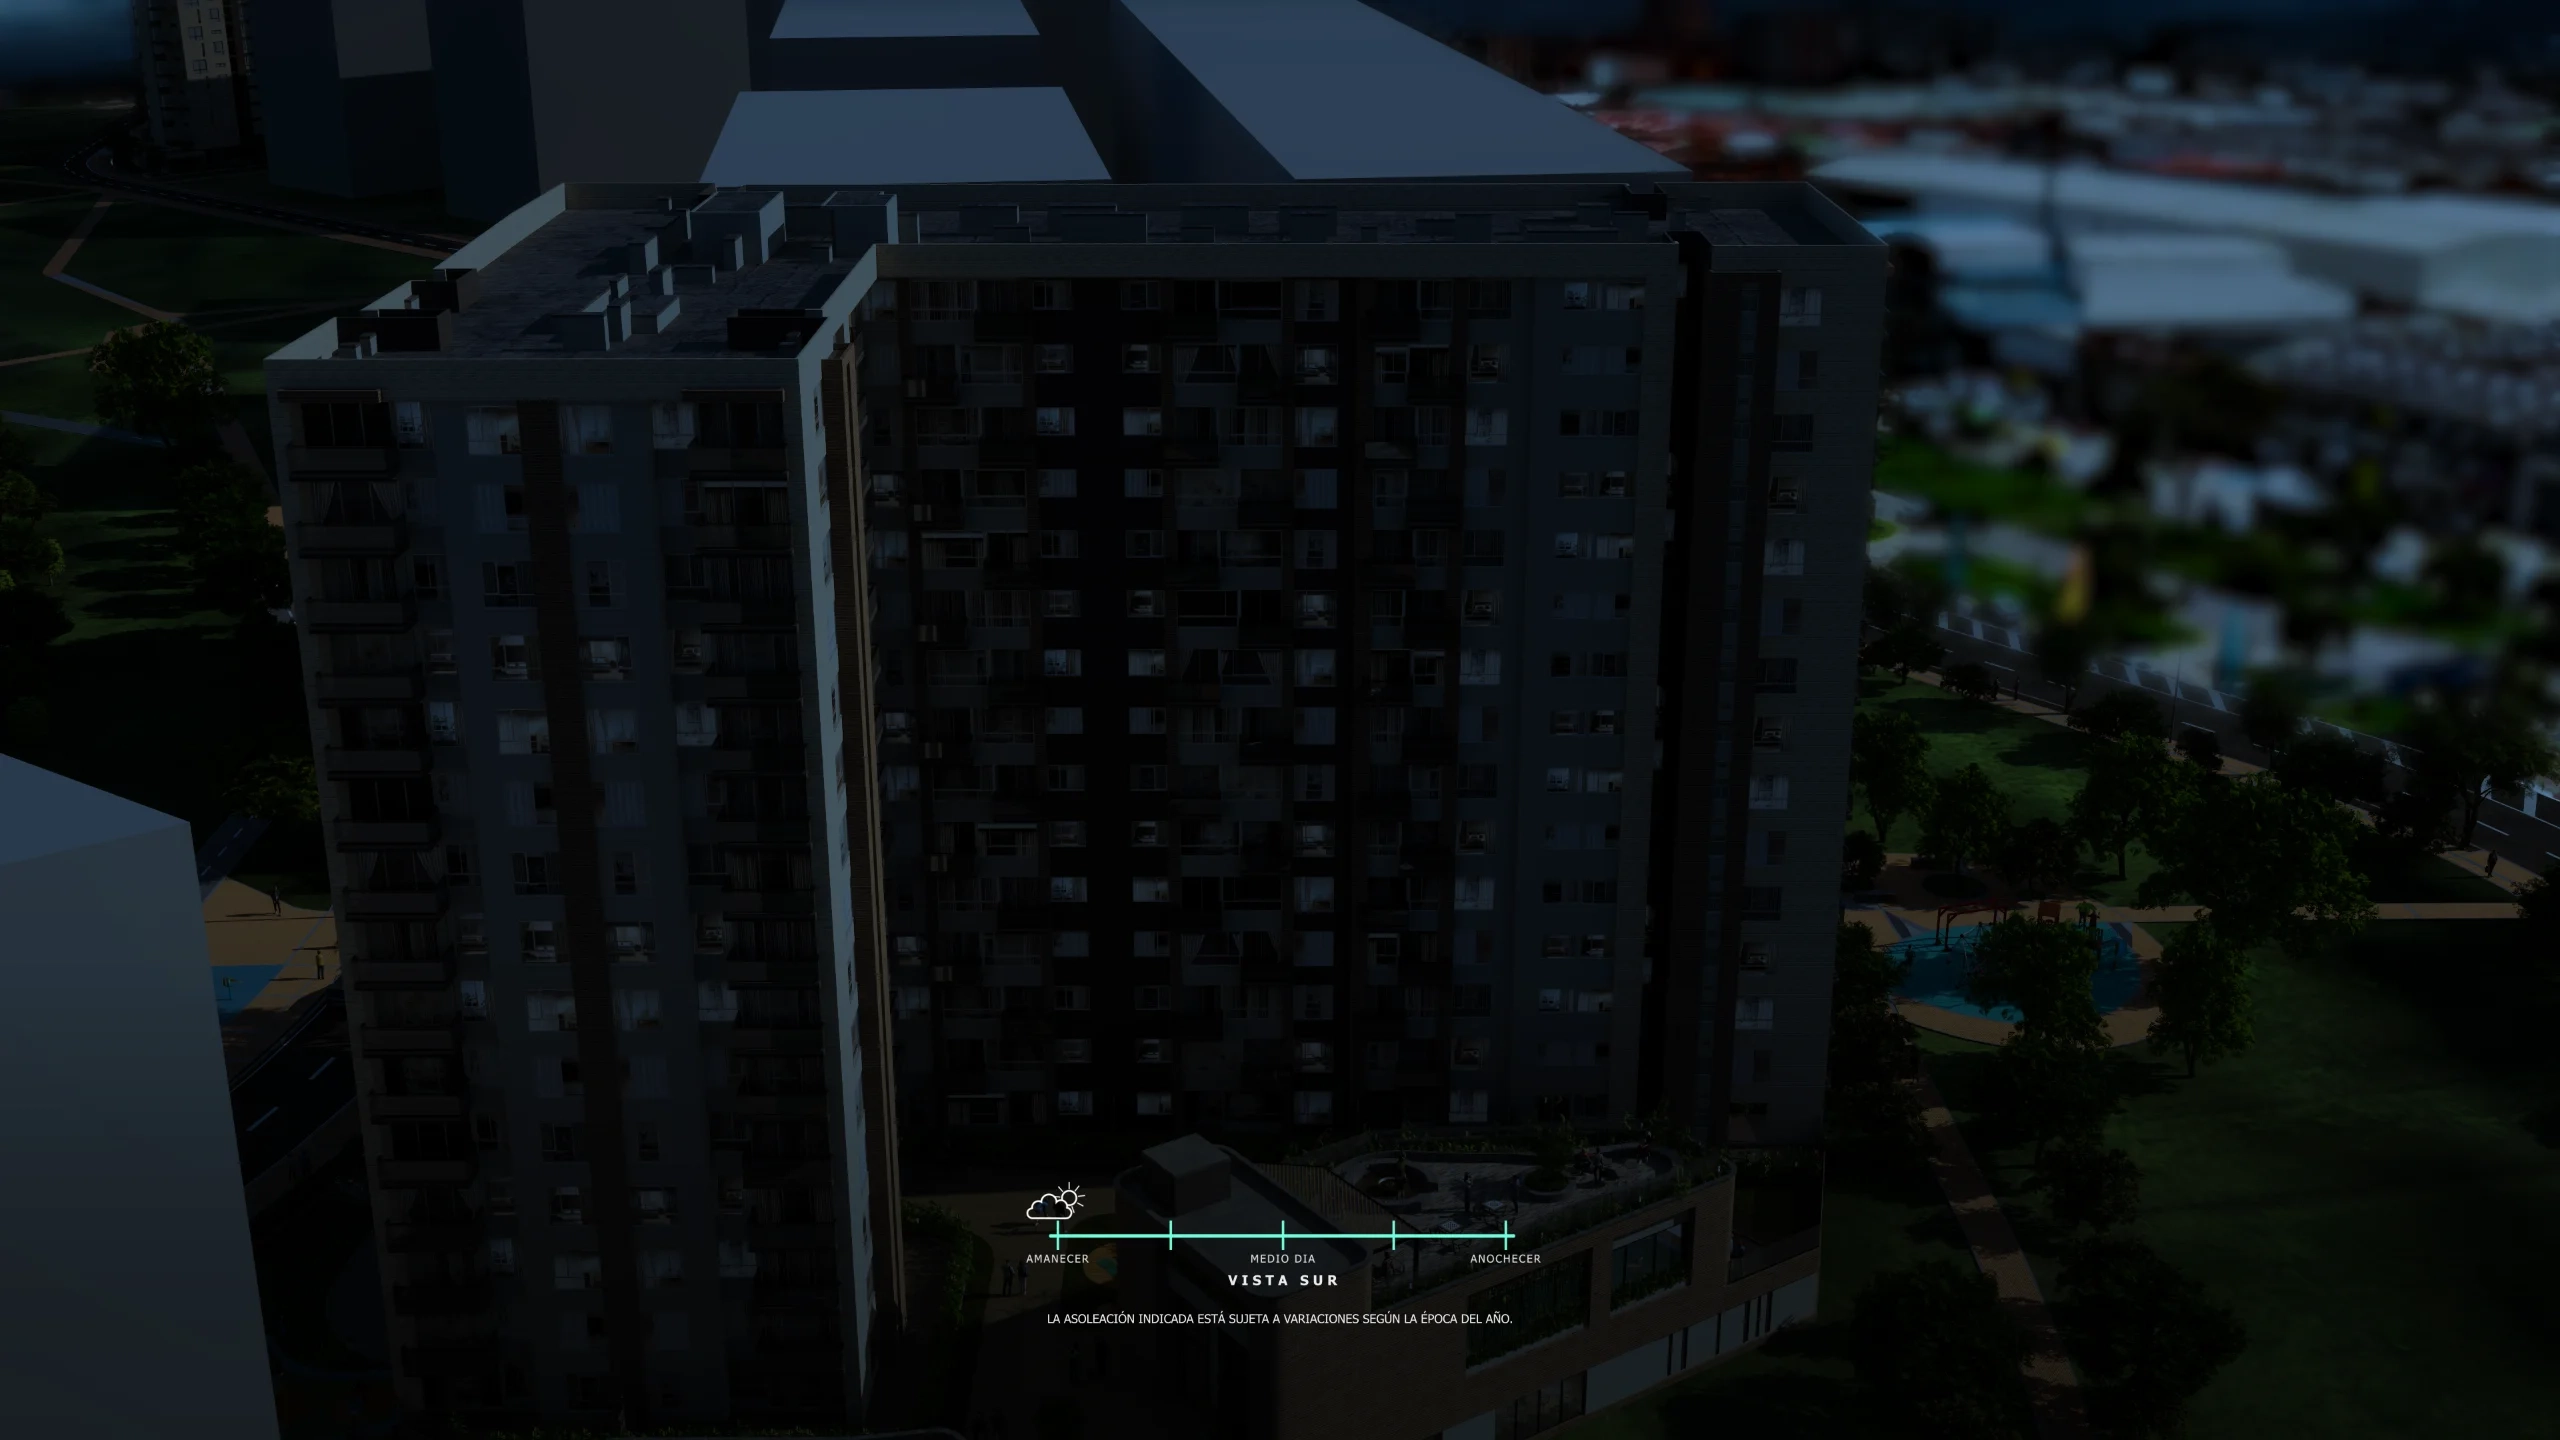 AMANECER
MEDIO DIA
ANOCHECER
VISTA SUR
LA ASOLEACIÓN INDICADA ESTÁ SUJETA A VARIACIONES SEGÚN LA ÉPOCA DEL AÑO.